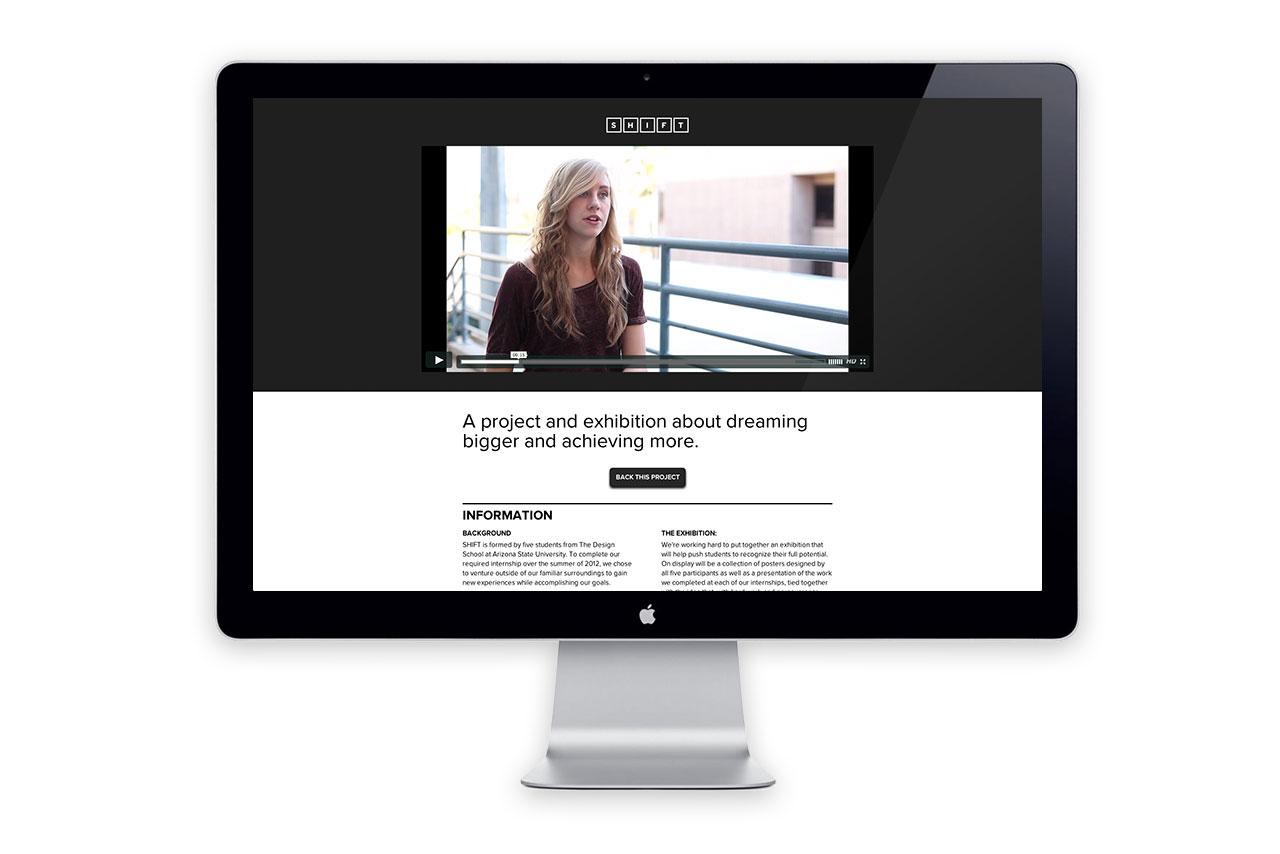 SHIFT
00:15
HD
A project and exhibition about dreaming
bigger and achieving more.
BACK THIS PROJECT
INFORMATION
BACKGROUND
SHIFT is formed by five students from The Design
School at Arizona State University. To complete our
required internship over the summer of 2012, we chose
to venture outside of our familiar surroundings to gain
new experiences while accomplishing our goals.
THE EXHIBITION:
We're working hard to put together an exhibition that
will help push students to recognize their full potential.
On display will be a collection of posters designed by
all five participants as well as a presentation of the work
we completed at each of our internships, tied together